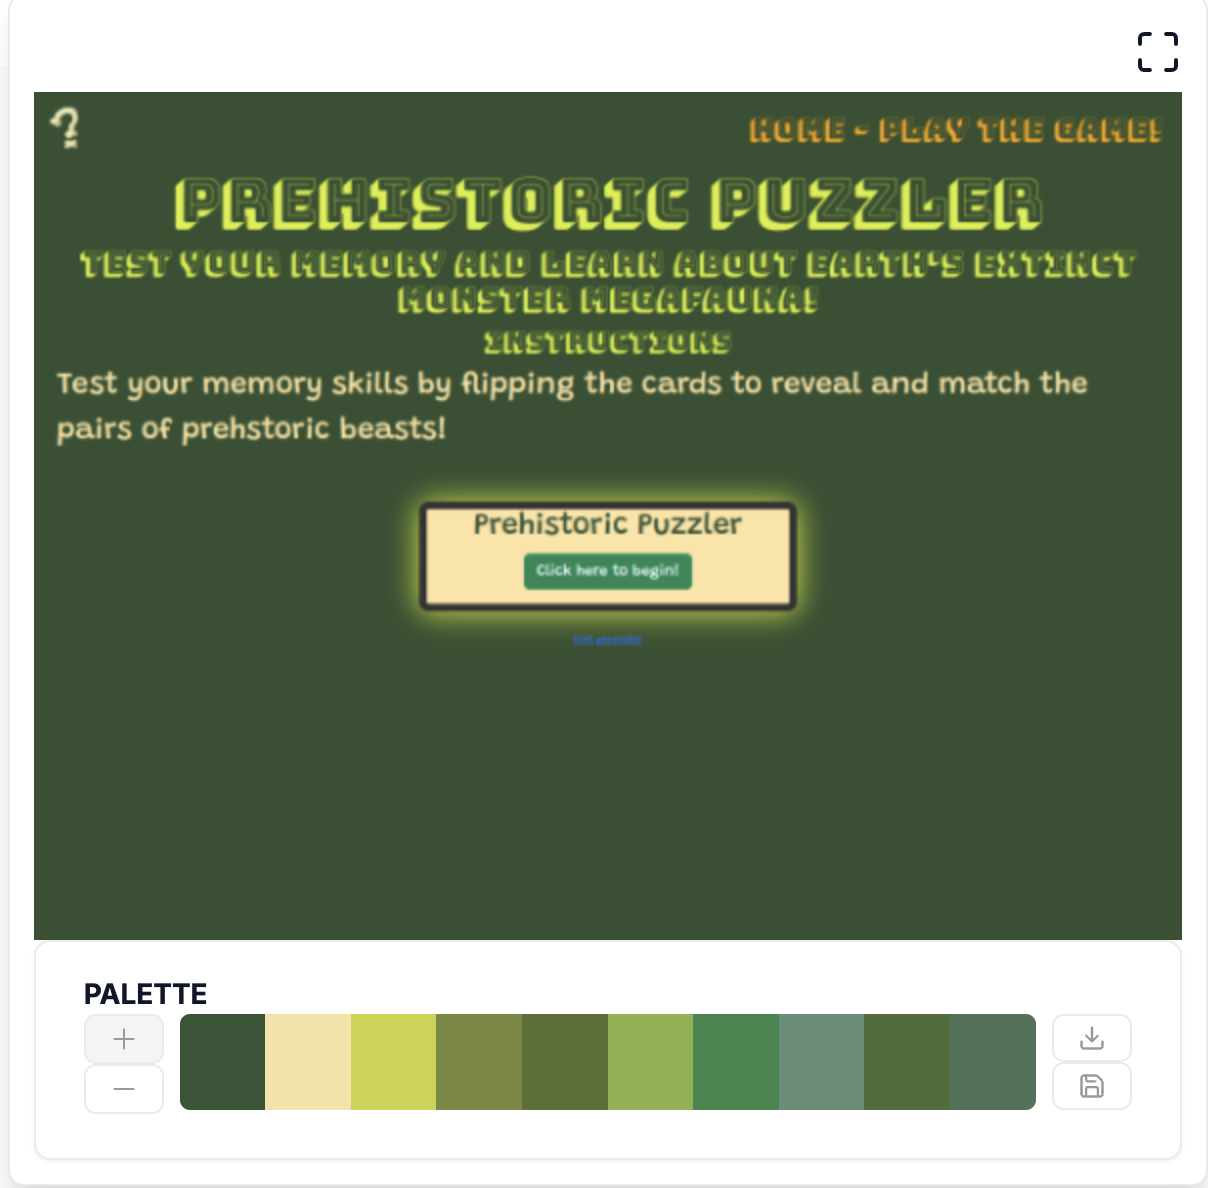 ?
HOME - PLAY THE GAME!
PREHISTORIC PUZZLER
TEST YOUR MEMORY AND LEARN ABOUT EARTH'S EXTINCT
MONSTER MEGAFAUNA!
INSTRUCTIONS
Test your memory skills by flipping the cards to reveal and match the
pairs of prehstoric beasts!
Prehistoric Puzzler
Click here to begin!
PALETTE